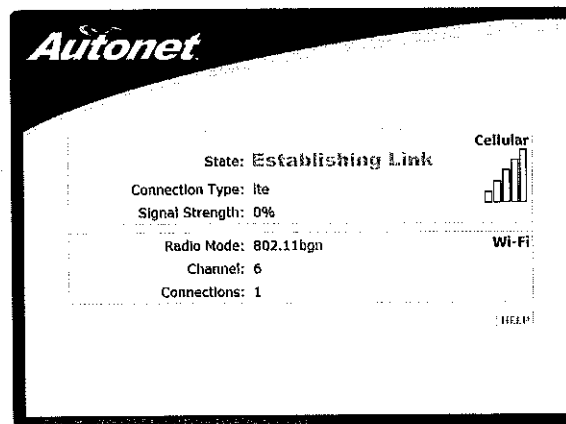 Autonet
Cellular
State: Establishing Link
Connection Type: lte
Signal Strength: 0%
Wi-Fi
Radio Mode: 802.11bgn
Channel: 6
Connections: 1
HELP